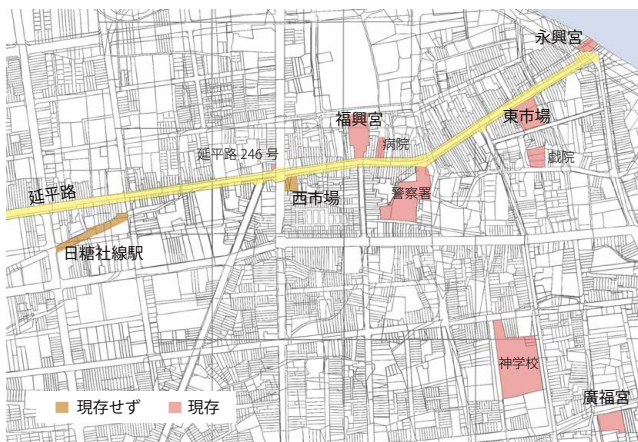 永興宮
東市場
福興宮
病院
戯院
延平路 246 号
延平路
西市場
警察署
日糖社線駅
神学校
廣福宮
現存せず
現存